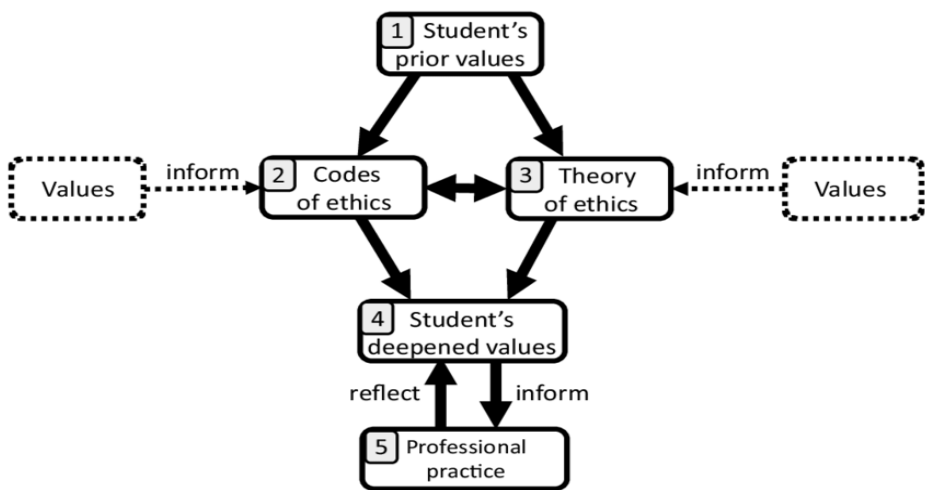 1 Student's
prior values
Values
inform
2 Codes
of ethics
3 Theory
of ethics
inform
Values
4 Student's
deepened values
reflect
inform
5 Professional
practice